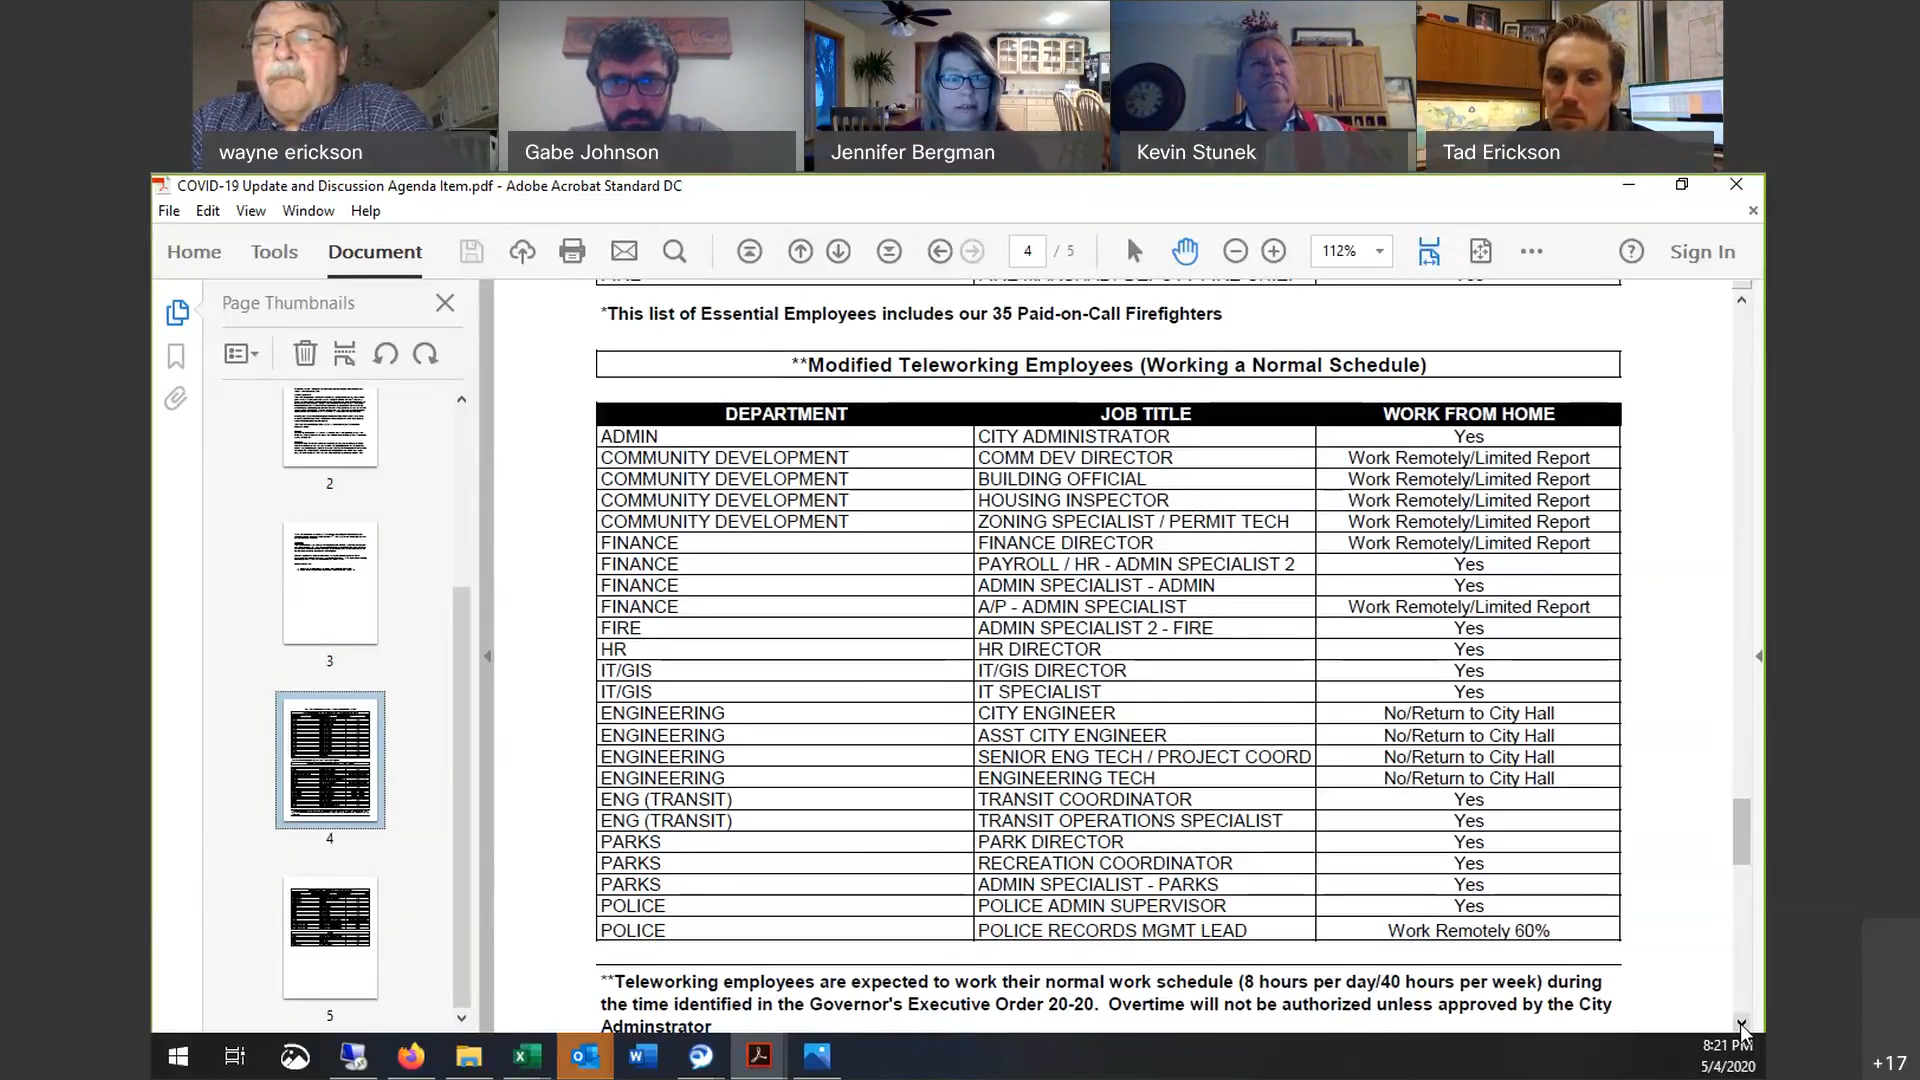 wayne erickson
Gabe Johnson
Jennifer Bergman
Kevin Stunek
Tad Erickson
COVID-19 Update and Discussion Agenda Item.pdf - Adobe Acrobat Standard DC
File Edit View Window Help
Home Tools Document 4 / 5 112% Sign In
Page Thumbnails
2
3
4
5
*This list of Essential Employees includes our 35 Paid-on-Call Firefighters
**Modified Teleworking Employees (Working a Normal Schedule)
DEPARTMENT JOB TITLE WORK FROM HOME
ADMIN CITY ADMINISTRATOR Yes
COMMUNITY DEVELOPMENT COMM DEV DIRECTOR Work Remotely/Limited Report
COMMUNITY DEVELOPMENT BUILDING OFFICIAL Work Remotely/Limited Report
COMMUNITY DEVELOPMENT HOUSING INSPECTOR Work Remotely/Limited Report
COMMUNITY DEVELOPMENT ZONING SPECIALIST / PERMIT TECH Work Remotely/Limited Report
FINANCE FINANCE DIRECTOR Work Remotely/Limited Report
FINANCE PAYROLL / HR - ADMIN SPECIALIST 2 Yes
FINANCE ADMIN SPECIALIST - ADMIN Yes
FINANCE A/P - ADMIN SPECIALIST Work Remotely/Limited Report
FIRE ADMIN SPECIALIST 2 - FIRE Yes
HR HR DIRECTOR Yes
IT/GIS IT/GIS DIRECTOR Yes
IT/GIS IT SPECIALIST Yes
ENGINEERING CITY ENGINEER No/Return to City Hall
ENGINEERING ASST CITY ENGINEER No/Return to City Hall
ENGINEERING SENIOR ENG TECH / PROJECT COORD No/Return to City Hall
ENGINEERING ENGINEERING TECH No/Return to City Hall
ENG (TRANSIT) TRANSIT COORDINATOR Yes
ENG (TRANSIT) TRANSIT OPERATIONS SPECIALIST Yes
PARKS PARK DIRECTOR Yes
PARKS RECREATION COORDINATOR Yes
PARKS ADMIN SPECIALIST - PARKS Yes
POLICE POLICE ADMIN SUPERVISOR Yes
POLICE POLICE RECORDS MGMT LEAD Work Remotely 60%
**Teleworking employees are expected to work their normal work schedule (8 hours per day/40 hours per week) during
the time identified in the Governor's Executive Order 20-20. Overtime will not be authorized unless approved by the City
Adminstrator
8:21 PM
5/4/2020
+17